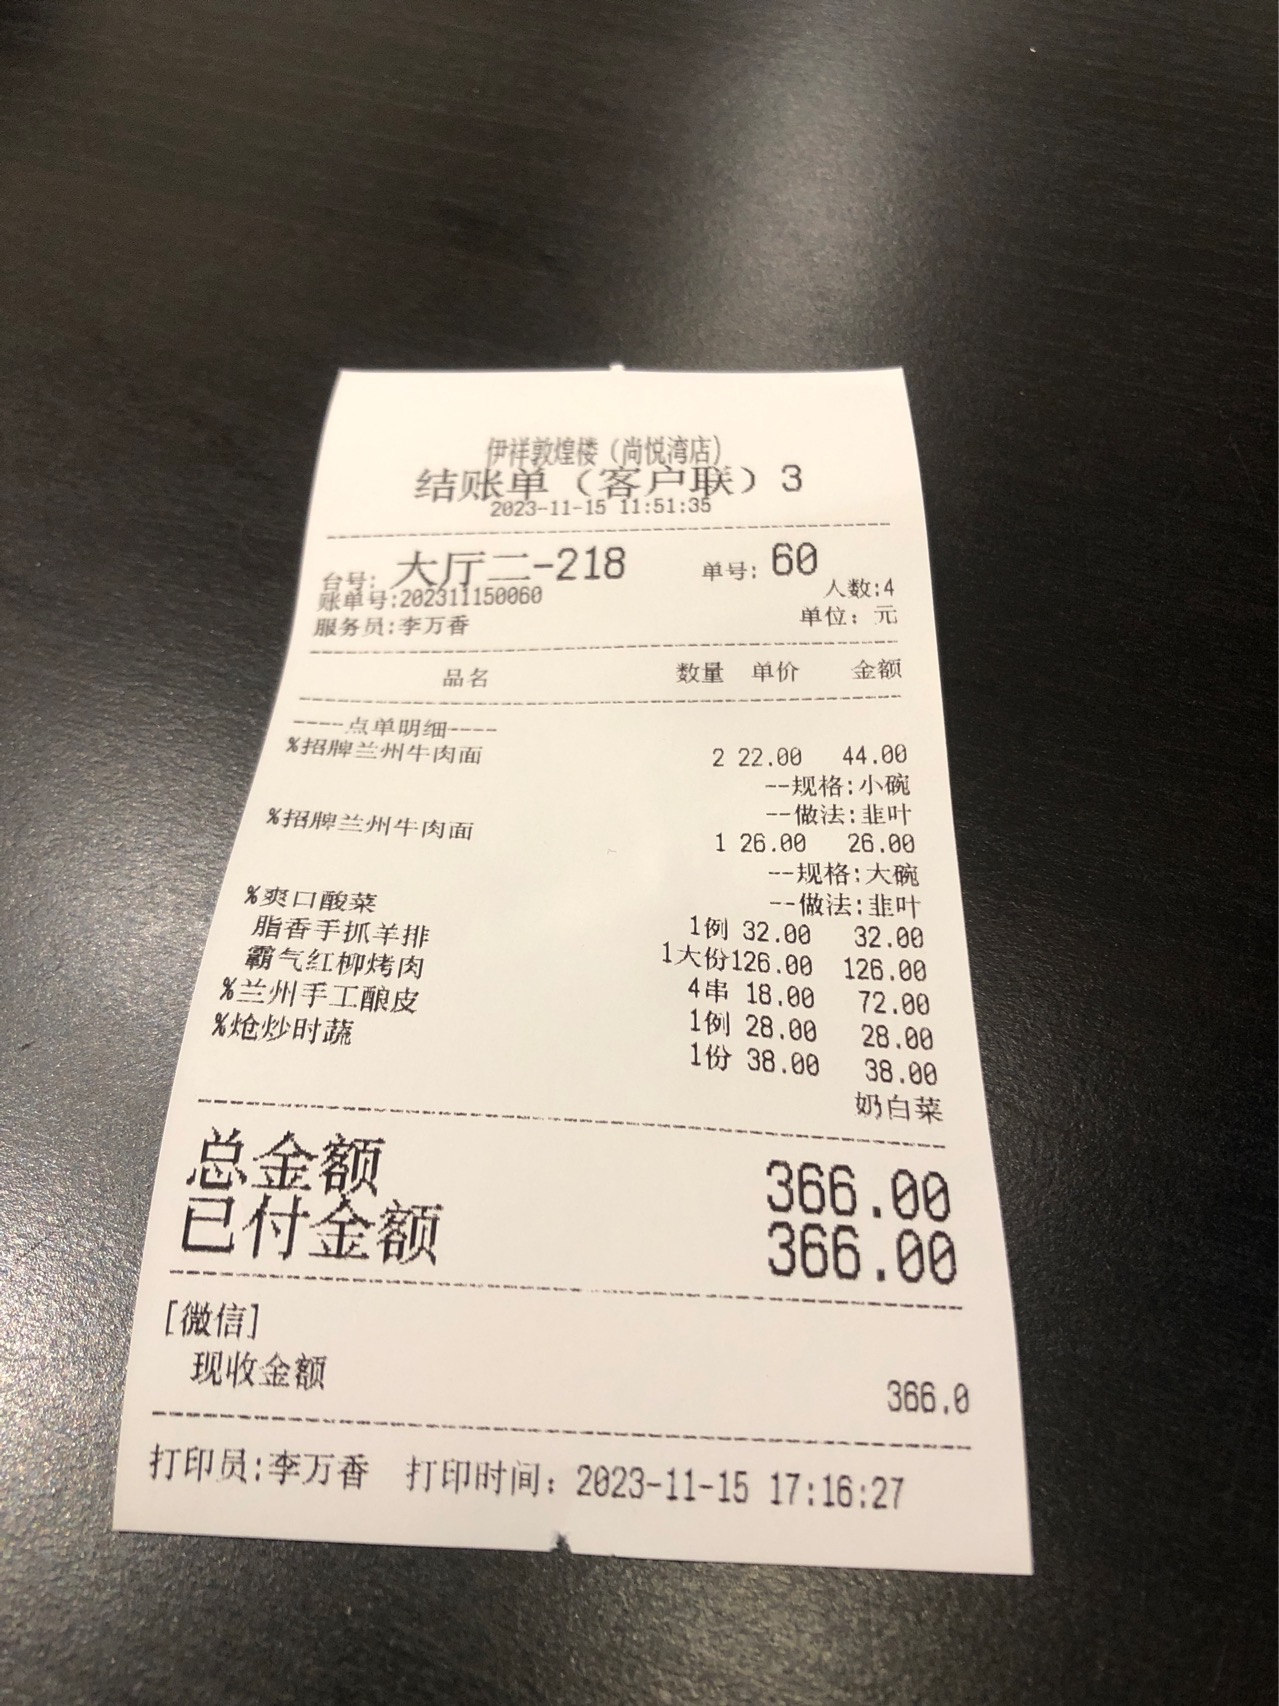 伊祥敦煌楼（尚悦湾店）
结账单（客户联）3
2023-11-15 11:51:35
台号: 大厅二-218 单号: 60
账单号:202311150060 人数:4
服务员:李万香 单位: 元
品名 数量 单价 金额
----点单明细----
%招牌兰州牛肉面 2 22.00 44.00
--规格:小碗
--做法:韭叶
%招牌兰州牛肉面 1 26.00 26.00
--规格:大碗
--做法:韭叶
%爽口酸菜 1例 32.00 32.00
脂香手抓羊排 1大份126.00 126.00
霸气红柳烤肉 4串 18.00 72.00
%兰州手工酿皮 1例 28.00 28.00
%炝炒时蔬 1份 38.00 38.00
奶白菜
总金额 366.00
已付金额 366.00
[微信]
现收金额 366.0
打印员:李万香 打印时间: 2023-11-15 17:16:27